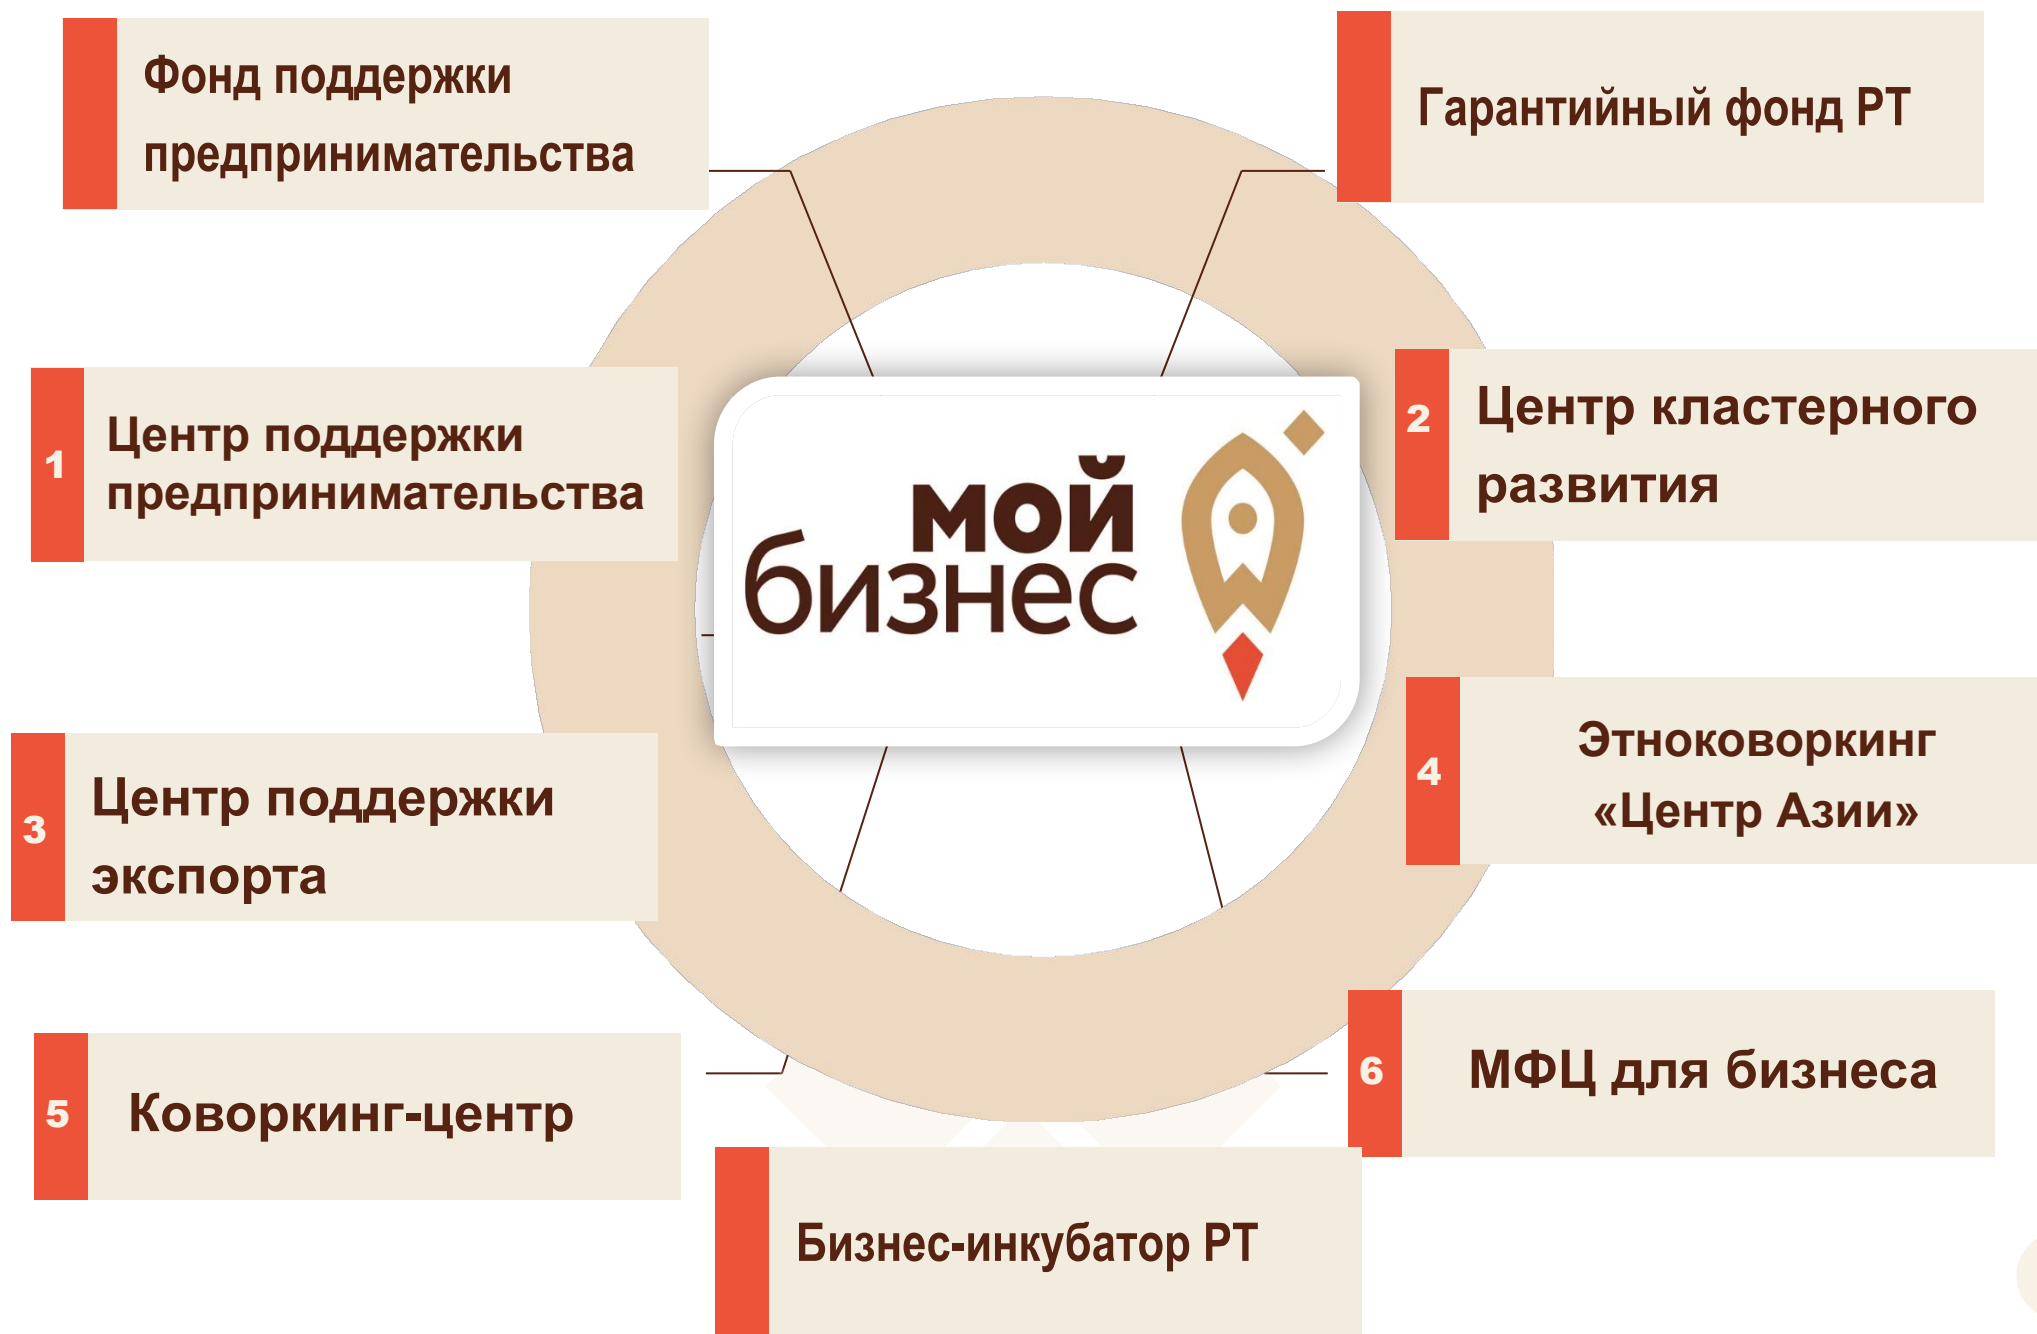 Фонд поддержки
предпринимательства
Гарантийный фонд РТ
1
Центр поддержки
предпринимательства
2
Центр кластерного
развития
мой
бизнес
3
Центр поддержки
экспорта
4
Этноковоркинг
«Центр Азии»
5
Коворкинг-центр
6
МФЦ для бизнеса
Бизнес-инкубатор РТ